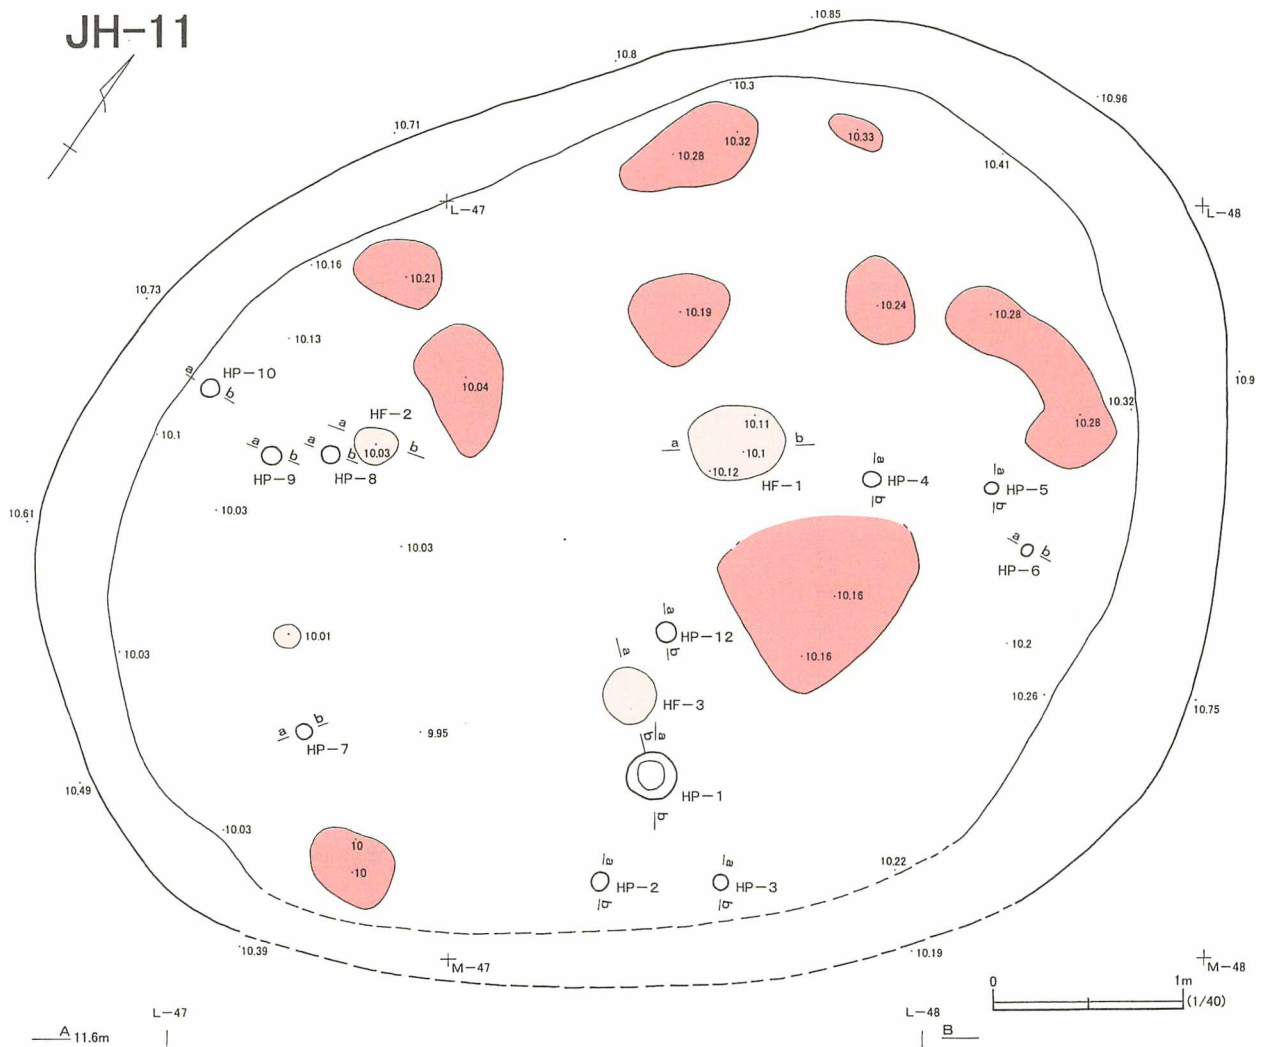 JH-11
10.85
10.8
10.3
10.96
10.71
10.32
10.33
10.28
10.41
L-47
L-48
10.16
10.21
10.73
10.28
10.24
10.19
10.13
a HP-10
b
10.9
10.04
10.32
HF-2
a
10.11
10.28
10.1
a b a b
10.03
b
a b
10.1
10.12
HP-9 HP-8
HF-1
a
HP-4
b
a
HP-5
b
10.61
10.03
10.03
a b
HP-6
10.16
a
HP-12
b
10.01
10.2
10.03
a
10.16
10.26
HF-3
10.75
a b
HP-7
9.95
b a
10.49
HP-1
b
10.03
10
10
a
HP-2
b
a
HP-3
b
10.22
10.39
M-47
10.19
M-48
0 1m
(1/40)
L-47 L-48
A 11.6m B